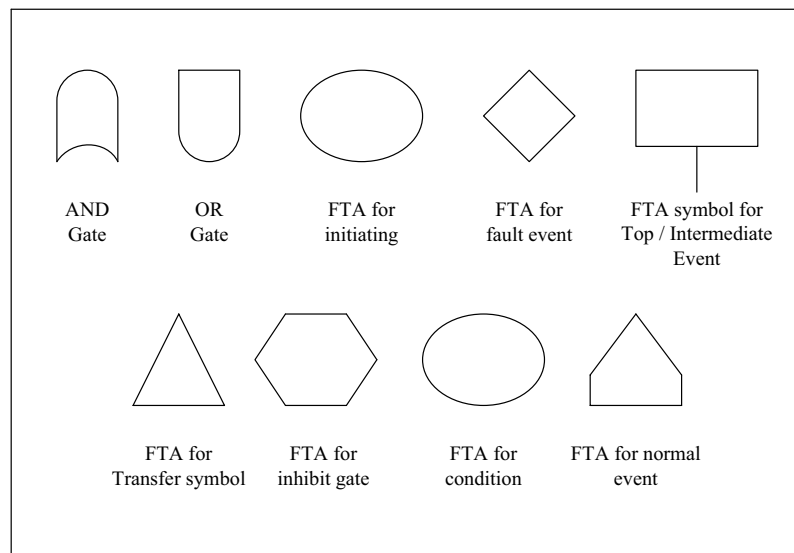 AND
Gate
OR
Gate
FTA for
initiating
FTA for
fault event
FTA symbol for
Top / Intermediate
Event
FTA for
Transfer symbol
FTA for
inhibit gate
FTA for
condition
FTA for normal
event